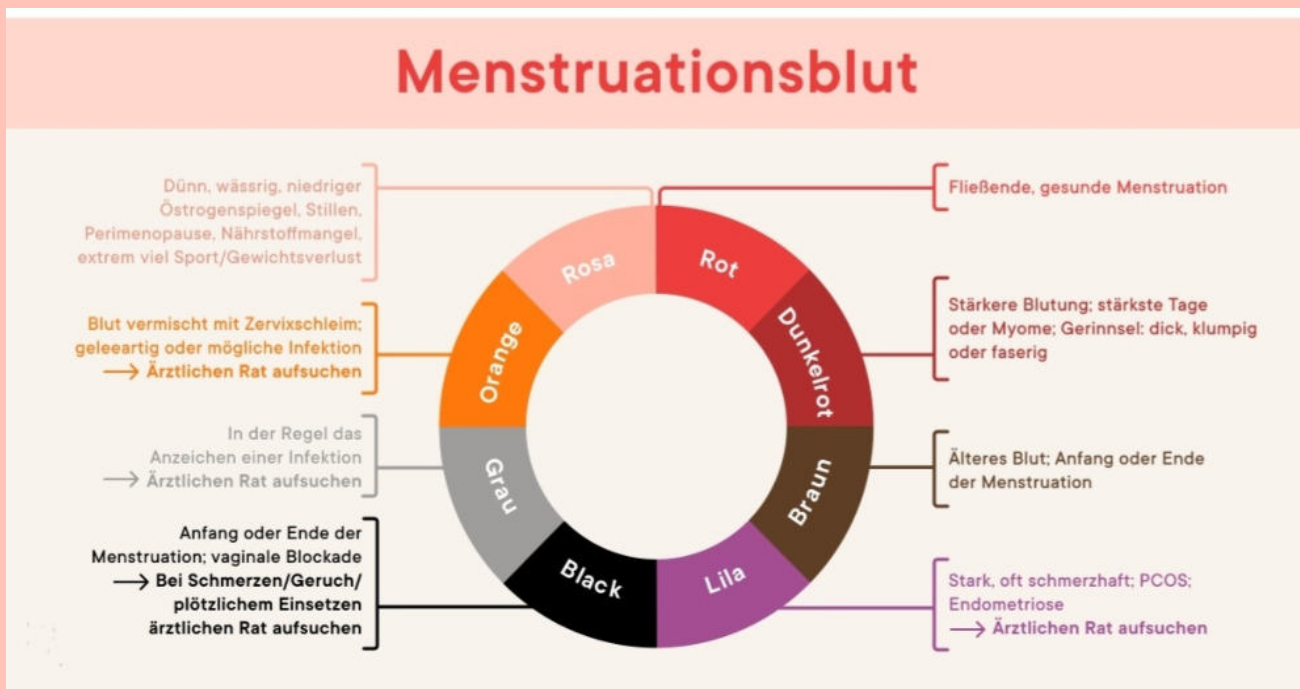 Menstruationsblut
Dünn, wässrig, niedriger
Östrogenspiegel, Stillen,
Perimenopause, Nährstoffmangel,
extrem viel Sport/Gewichtsverlust
Blut vermischt mit Zervixschleim;
geleeartig oder mögliche Infektion
→ Ärztlichen Rat aufsuchen
In der Regel das
Anzeichen einer Infektion
→ Ärztlichen Rat aufsuchen
Anfang oder Ende der
Menstruation; vaginale Blockade
→ Bei Schmerzen/Geruch/
plötzlichem Einsetzen
ärztlichen Rat aufsuchen
Rosa
Rot
Orange
Dunkelrot
Grau
Braun
Black
Lila
Fließende, gesunde Menstruation
Stärkere Blutung; stärkste Tage
oder Myome; Gerinnsel: dick, klumpig
oder faserig
Älteres Blut; Anfang oder Ende
der Menstruation
Stark, oft schmerzhaft; PCOS;
Endometriose
→ Ärztlichen Rat aufsuchen